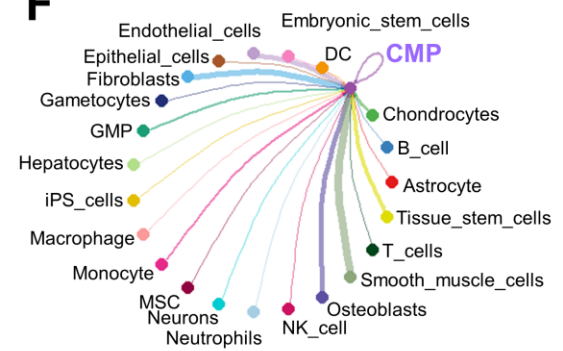 F
Embryonic_stem_cells
Endothelial_cells
DC
CMP
Epithelial_cells
Fibroblasts
Gametocytes
Chondrocytes
GMP
B_cell
Hepatocytes
Astrocyte
iPS_cells
Tissue_stem_cells
Macrophage
T_cells
Monocyte
Smooth_muscle_cells
MSC
Osteoblasts
Neurons
NK_cell
Neutrophils